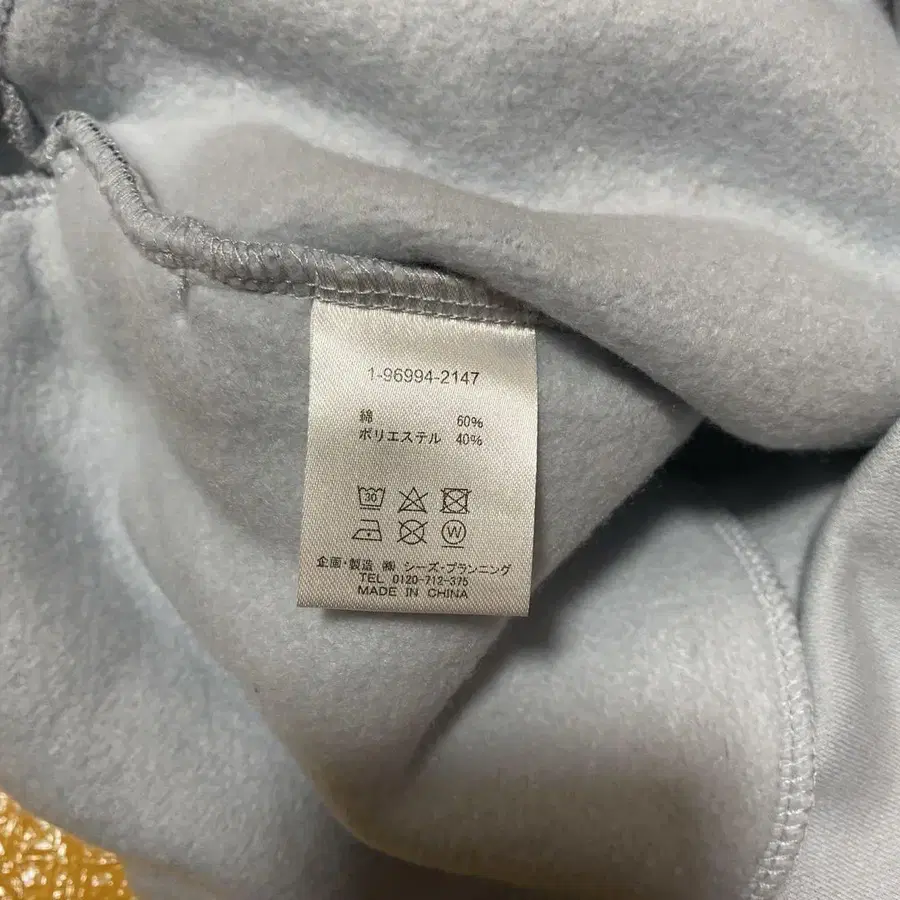 1-96994-2147
綿 60%
ポリエステル 40%
30
W
企画・製造 ㈱ シーズ・プランニング
TEL 0120-712-375
MADE IN CHINA